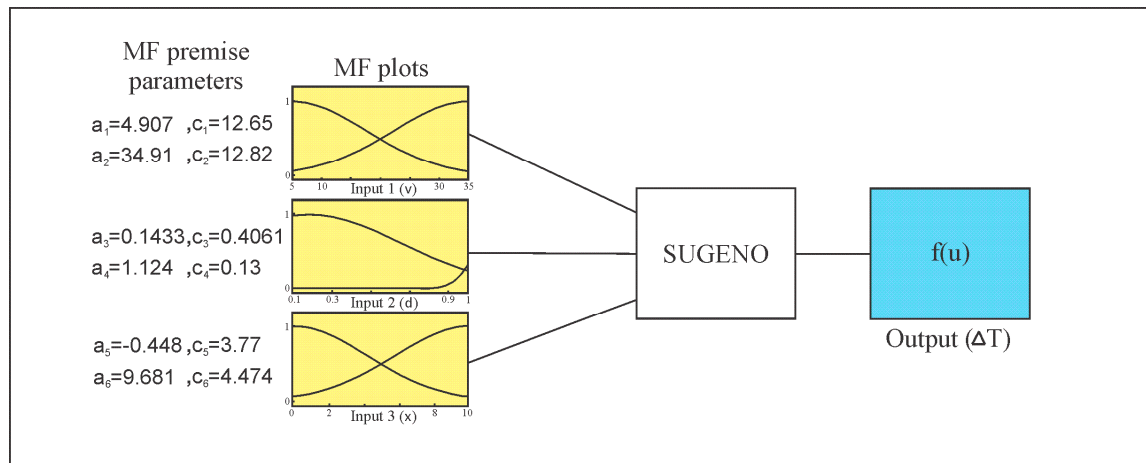 MF premise
parameters
MF plots
a₁=4.907 ,c₁=12.65
a₂=34.91 ,c₂=12.82
1
0
5 10 30 35
Input 1 (v)
a₃=0.1433,c₃=0.4061
a₄=1.124 ,c₄=0.13
1
0
0.1 0.3 0.9 1
Input 2 (d)
a₅=-0.448,c₅=3.77
a₆=9.681 ,c₆=4.474
1
0
0 2 8 10
Input 3 (x)
SUGENO
f(u)
Output (ΔT)